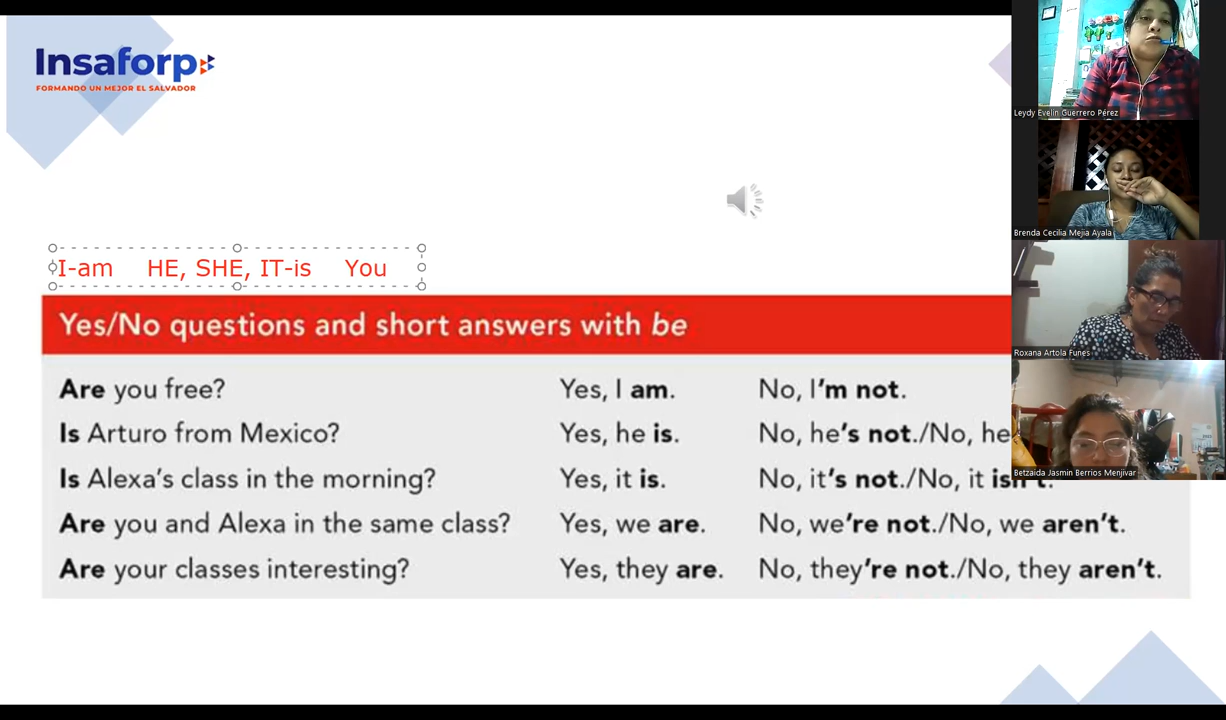 Insaforp
FORMANDO UN MEJOR EL SALVADOR
I-am HE, SHE, IT-is You
Yes/No questions and short answers with be
Are you free? Yes, I am. No, I'm not.
Is Arturo from Mexico? Yes, he is. No, he's not./No, he
Is Alexa's class in the morning? Yes, it is. No, it's not./No, it isn't.
Are you and Alexa in the same class? Yes, we are. No, we're not./No, we aren't.
Are your classes interesting? Yes, they are. No, they're not./No, they aren't.
Leydy Evelin Guerrero Pérez
Brenda Cecilia Mejia Ayala
Roxana Artola Funes
Betzaida Jasmin Berrios Menjivar